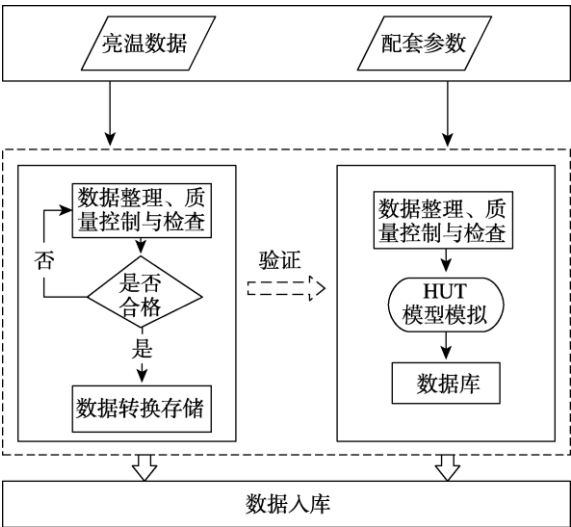 亮温数据
配套参数
数据整理、质
量控制与检查
否
是否
合格
是
数据转换存储
验证
数据整理、质
量控制与检查
HUT
模型模拟
数据库
数据入库